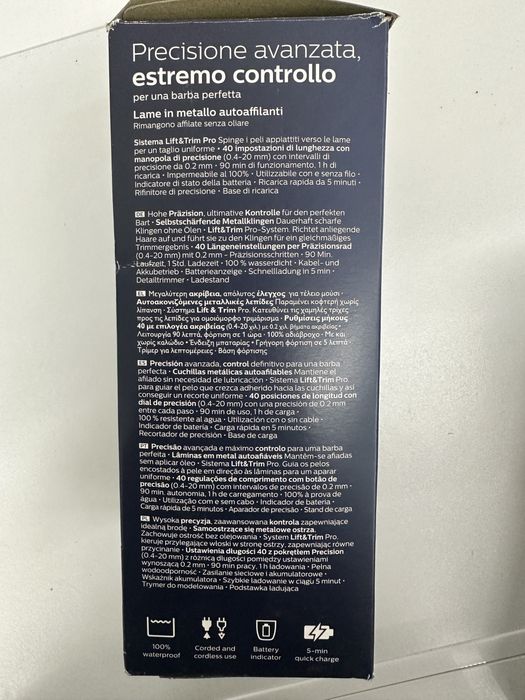 Precisione avanzata,
estremo controllo
per una barba perfetta
Lame in metallo autoaffilanti
Rimangono affilate senza oliare
Sistema Lift&Trim Pro Spinge i peli appiattiti verso le lame
per un taglio uniforme • 40 impostazioni di lunghezza con
manopola di precisione (0.4-20 mm) con intervalli di
precisione da 0.2 mm • 90 min di funzionamento, 1 h di
ricarica • Impermeabile al 100% • Utilizzabile con e senza filo •
Indicatore di stato della batteria • Ricarica rapida da 5 minuti •
Rifinitore di precisione • Base di ricarica
DE Hohe Präzision, ultimative Kontrolle für den perfekten
Bart • Selbstschärfende Metallklingen Dauerhaft scharfe
Klingen ohne Ölen • Lift&Trim Pro-System. Richtet anliegende
Haare auf und führt sie zu den Klingen für ein gleichmäßiges
Trimmergebnis • 40 Längeneinstellungen per Präzisionsrad
(0.4-20 mm) mit 0.2 mm - Präzisionsschritten • 90 Min.
Laufzeit, 1 Std. Ladezeit • 100 % wasserdicht • Kabel- und
Akkubetrieb • Batterieanzeige • Schnellladung in 5 min •
Detailtrimmer • Ladestand
EL Μεγαλύτερη ακρίβεια, απόλυτος έλεγχος για τέλειο μούσι •
Αυτοακονιζόμενες μεταλλικές λεπίδες Παραμένει κοφτερή χωρίς
λίπανση • Σύστημα Lift & Trim Pro. Κατευθύνει τις χαμηλές τρίχες
προς τις λεπίδες για ομοιόμορφο τριμάρισμα • Ρυθμίσεις μήκους
40 με επιλογέα ακριβείας (0.4-20 χιλ.) με 0.2 χιλ. βήματα ακριβείας •
Λειτουργία 90 λεπτά, φόρτιση σε 1 ώρα • 100% αδιάβροχο • Με και
χωρίς καλώδιο • Ένδειξη μπαταρίας • Γρήγορη φόρτιση σε 5 λεπτά •
Τρίμερ για λεπτομέρειες • Βάση φόρτισης
ES Precisión avanzada, control definitivo para una barba
perfecta • Cuchillas metálicas autoafilables Mantiene el
afilado sin necesidad de lubricación • Sistema Lift&Trim Pro.
para guiar el pelo que crezca adherido hacia las cuchillas y así
conseguir un recorte uniforme • 40 posiciones de longitud con
dial de precisión (0.4-20 mm) con una precisión de 0.2 mm
entre cada paso • 90 min de uso, 1 h de carga •
100 % resistente al agua • Utilización con o sin cable •
Indicador de batería • Carga rápida en 5 minutos •
Recortador de precisión • Base de carga
PT Precisão avançada e máximo controlo para uma barba
perfeita • Lâminas em metal autoafiáveis Mantêm-se afiadas
sem aplicar óleo • Sistema Lift&Trim Pro. Guia os pelos
encostados à pele em direção às lâminas para um aparar
uniforme • 40 regulações de comprimento com botão de
precisão (0.4-20 mm) com intervalos de precisão de 0.2 mm •
90 min. autonomia, 1 h de carregamento • 100% à prova de
água • Utilização com e sem cabo • Indicador de bateria •
Carga rápida de 5 minutos • Aparador de precisão • Stand de carga
PL Wysoka precyzja, zaawansowana kontrola zapewniające
idealną brodę • Samoostrzące się metalowe ostrza.
Zachowuje ostrość bez olejowania • System Lift&Trim Pro.
kieruje przylegające włoski w stronę ostrzy, zapewniając równe
przycinanie • Ustawienia długości 40 z pokrętłem Precision
(0.4-20 mm) z różnicą długości pomiędzy ustawieniami
wynoszącą 0.2 mm • 90 min pracy, 1 h ładowania • Pełna
wodoodporność • Zasilanie sieciowe i akumulatorowe •
Wskaźnik akumulatora • Szybkie ładowanie w ciągu 5 minut •
Trymer do modelowania • Podstawka ładująca
100%
waterproof
Corded and
cordless use
Battery
indicator
5-min
quick charge